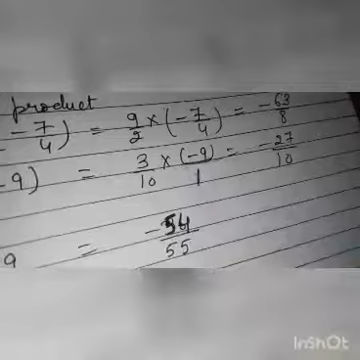 product
- 7/4) = 9/2 × (-7/4) = -63/8
-9) = 3/10 × (-9)/1 = -27/10
9 = -54/55
InShOt